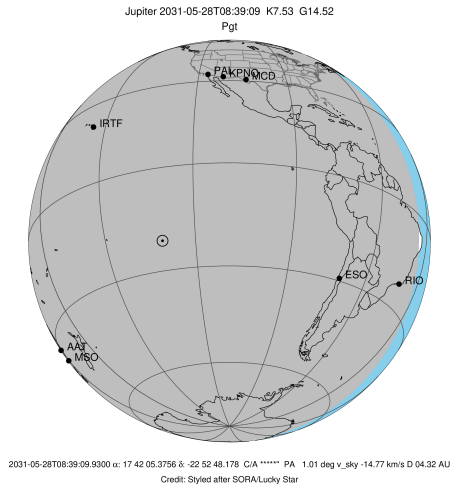 Jupiter 2031-05-28T08:39:09 K7.53 G14.52
Pgt
PAL
KPNO
MCD
IRTF
ESO
RIO
AAT
MSO
2031-05-28T08:39:09.9300 α: 17 42 05.3756 δ: -22 52 48.178 C/A *****" PA 1.01 deg v_sky -14.77 km/s D 04.32 AU
Credit: Styled after SORA/Lucky Star